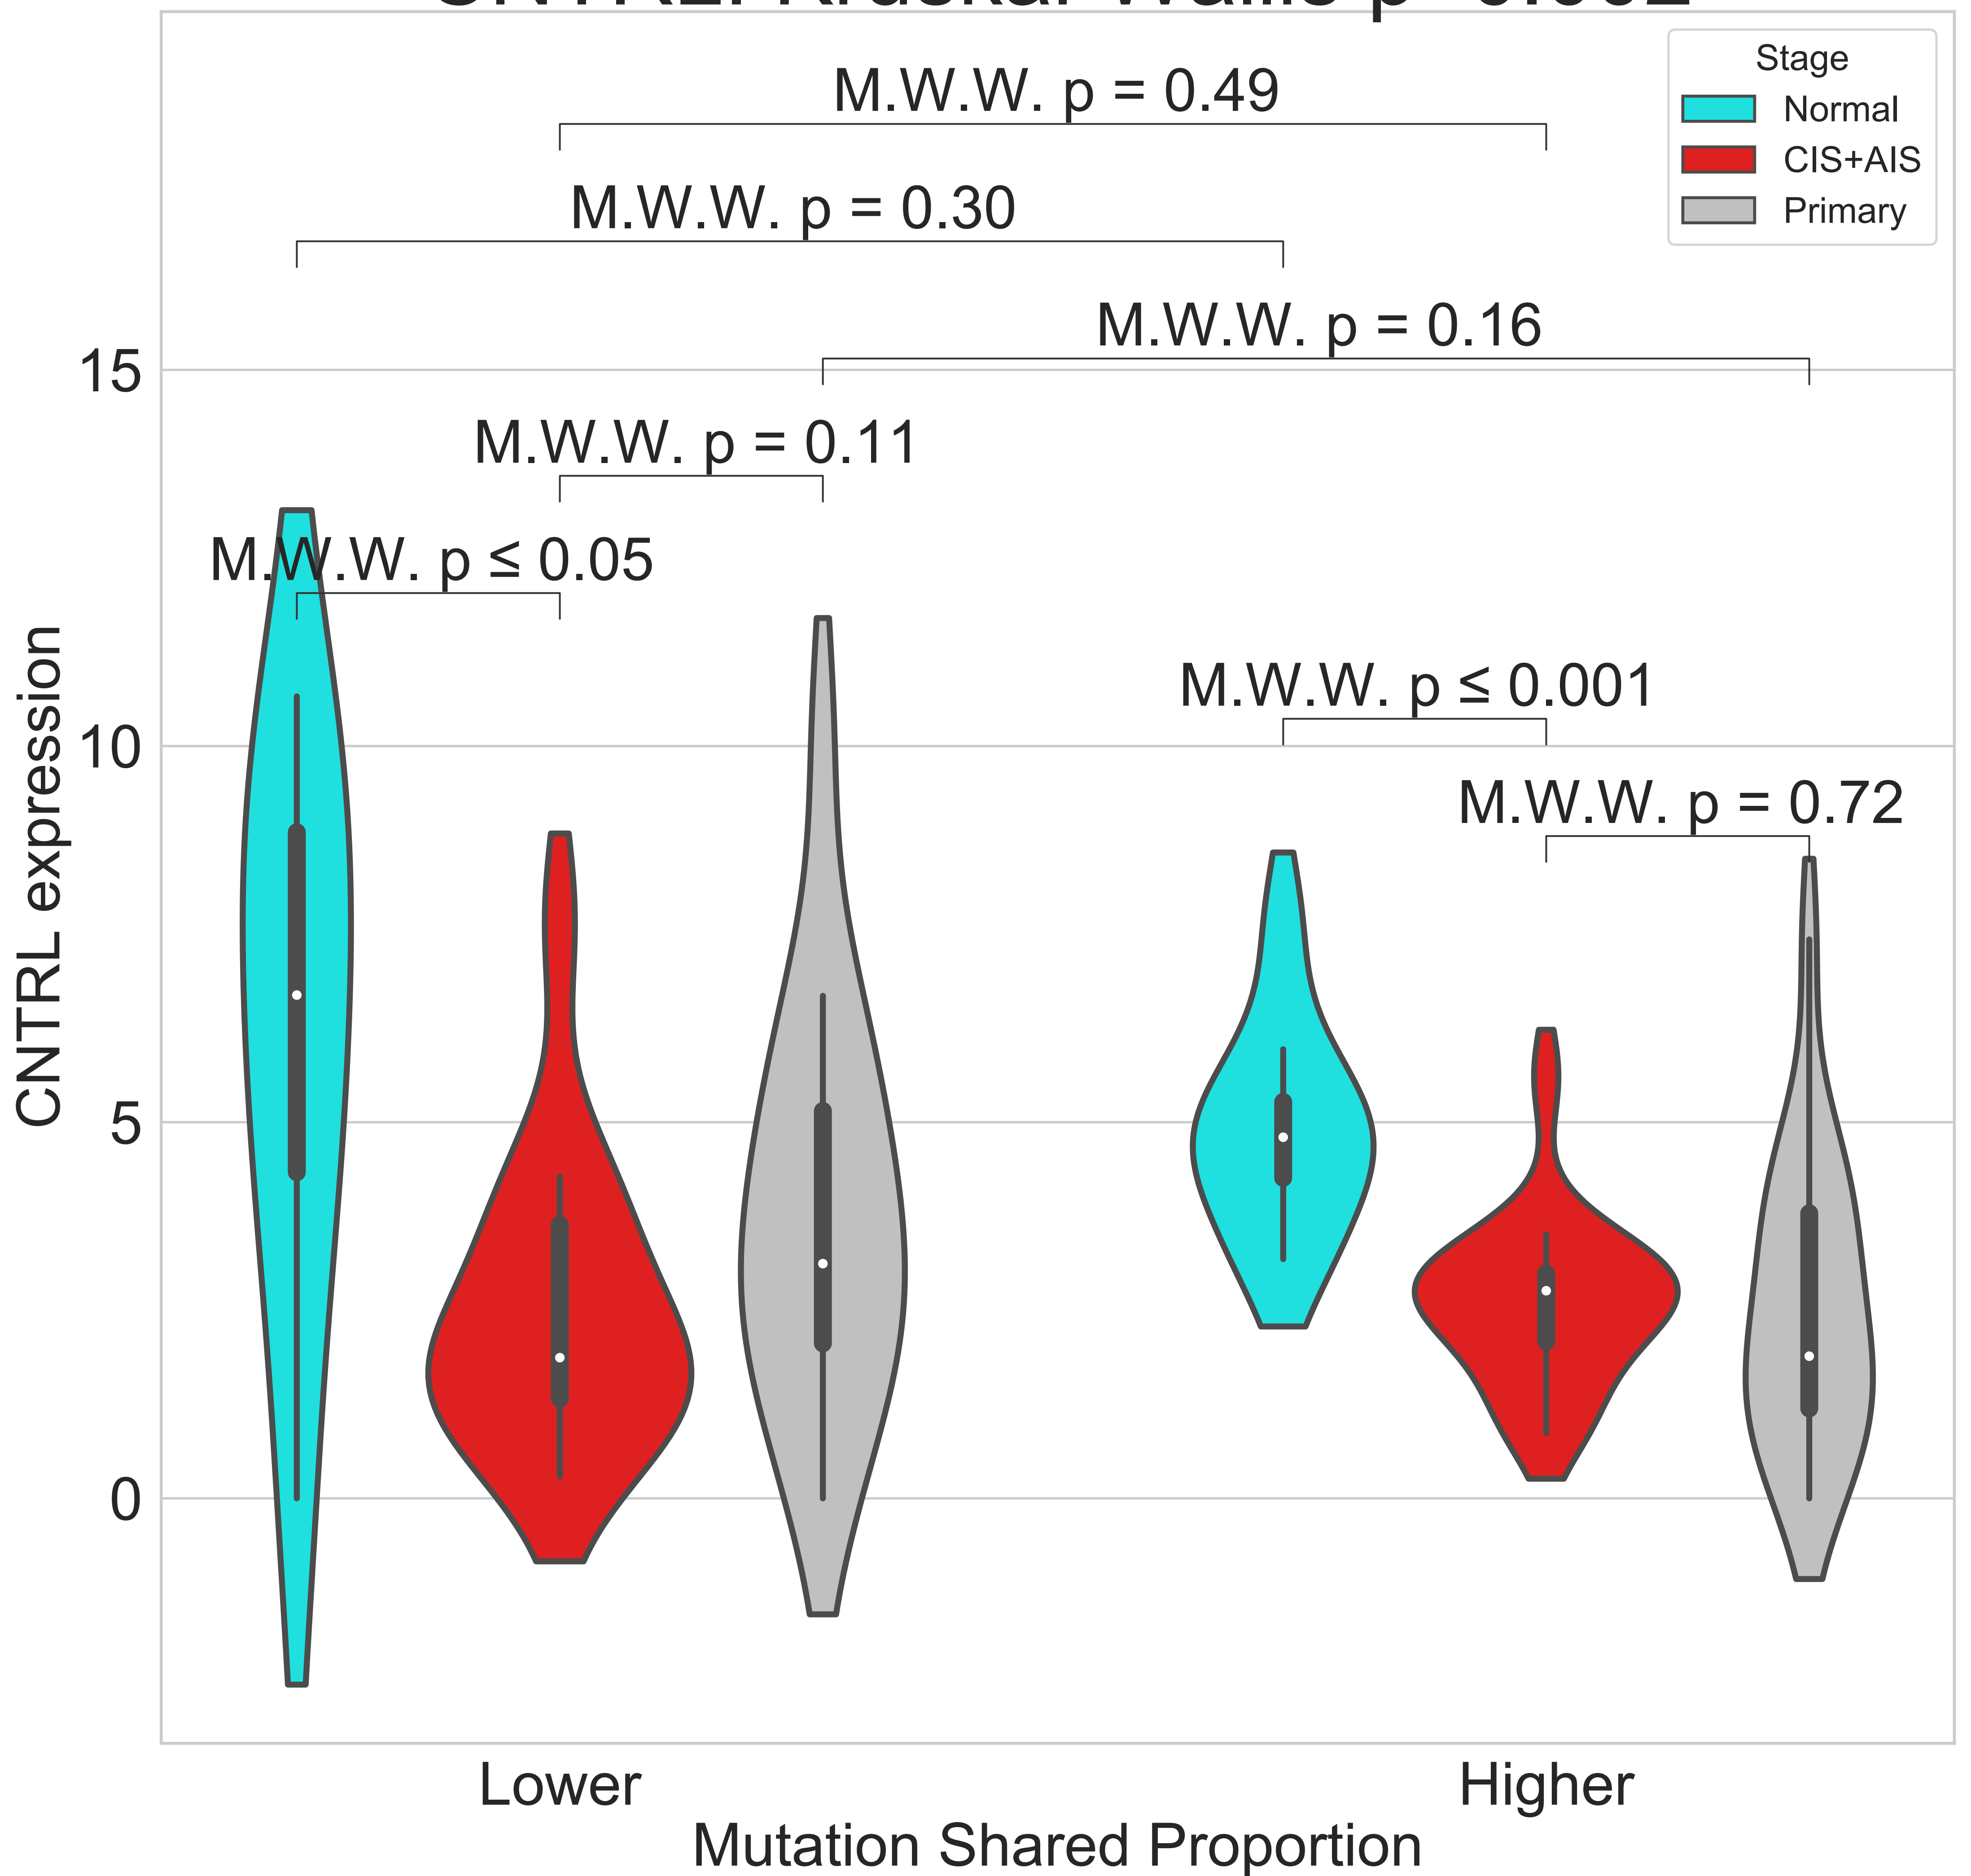 Stage
Normal
CIS+AIS
Primary
M.W.W. p = 0.49
M.W.W. p = 0.30
M.W.W. p = 0.16
M.W.W. p = 0.11
M.W.W. p ≤ 0.05
M.W.W. p ≤ 0.001
M.W.W. p = 0.72
15
10
5
0
CNTRL expression
Lower
Higher
Mutation Shared Proportion